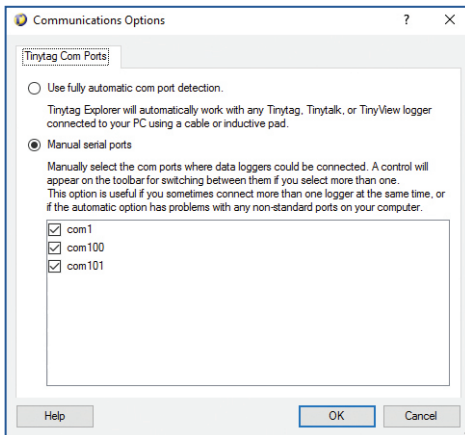 Communications Options
Tinytag Com Ports
Use fully automatic com port detection.
Tinytag Explorer will automatically work with any Tinytag, Tinytalk, or TinyView logger
connected to your PC using a cable or inductive pad.
Manual serial ports
Manually select the com ports where data loggers could be connected. A control will
appear on the toolbar for switching between them if you select more than one.
This option is useful if you sometimes connect more than one logger at the same time, or
if the automatic option has problems with any non-standard ports on your computer.
com1
com100
com101
Help OK Cancel